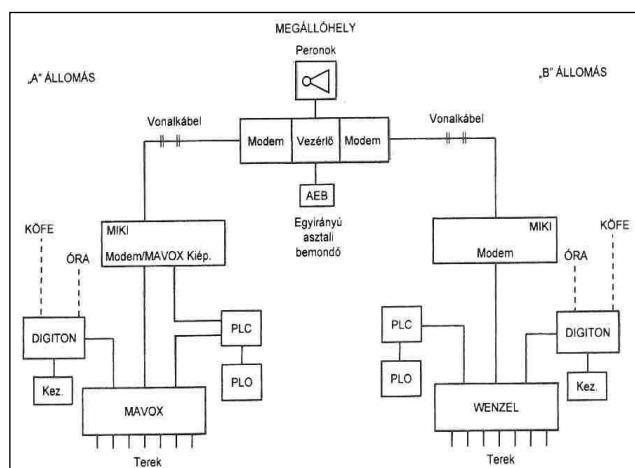 MEGÁLLÓHELY
Peronok
„A” ÁLLOMÁS
„B” ÁLLOMÁS
Vonalkábel
Vonalkábel
Modem
Vezérlő
Modem
AEB
Egyirányú
asztali
bemondó
MIKI
Modem/MAVOX Kiép.
KÖFE
ÓRA
DIGITON
Kez.
PLC
PLO
MAVOX
Terek
MIKI
Modem
ÓRA
KÖFE
PLC
PLO
DIGITON
Kez.
WENZEL
Terek